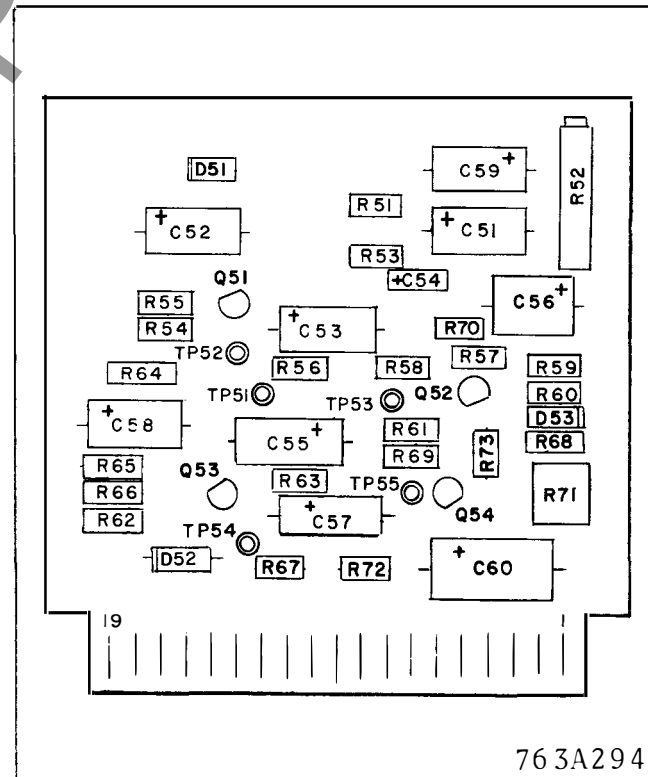 D51
C59+
R52
R51
+C52
+C51
R53
+C54
Q51
C56+
R55
+C53
R70
R54
TP52
R57
R56
R58
R59
R64
TP51
TP53
Q52
R60
+C58
D53
R61
C55+
R73
R68
R69
R65
Q53
R63
TP55
R66
R71
Q54
+C57
R62
TP54
D52
R67
R72
+C60
19
1
763A294